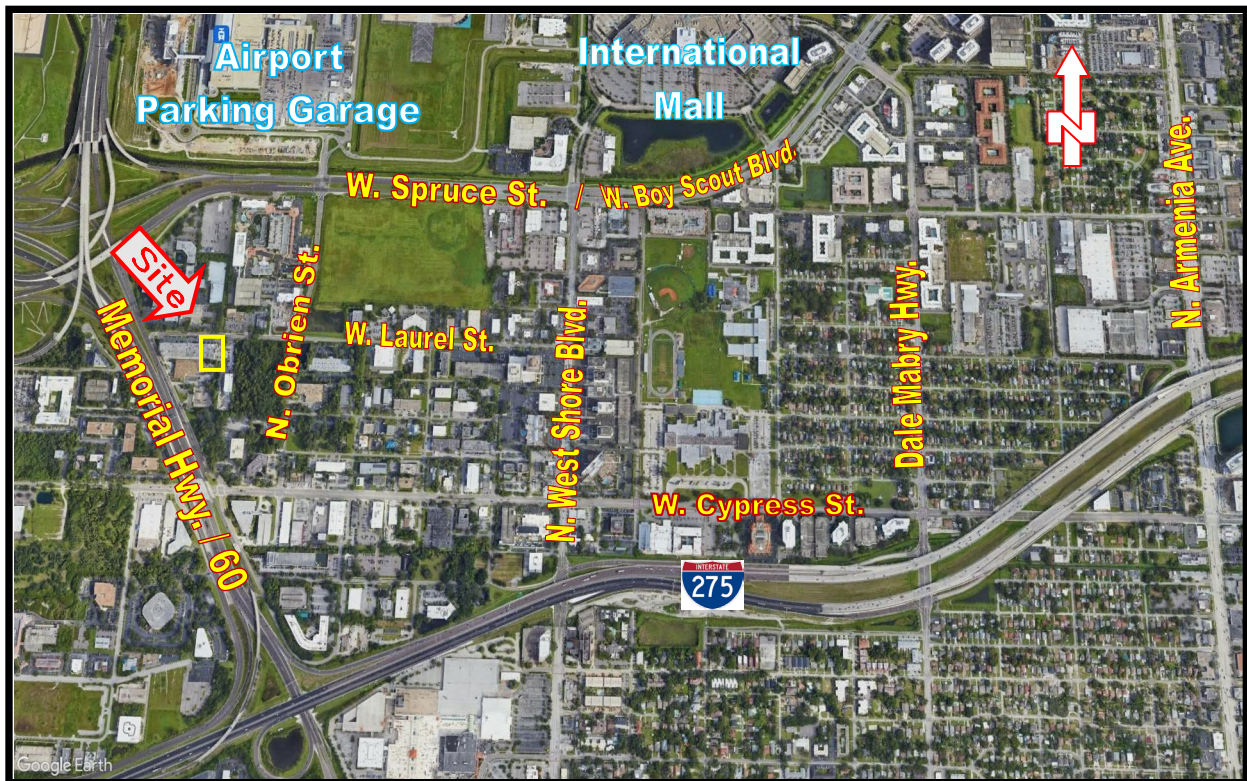 Airport
Parking Garage
International
Mall
N
W. Spruce St. / W. Boy Scout Blvd.
N. Armenia Ave.
Site
N. Obrien St.
Memorial Hwy. / 60
W. Laurel St.
N. West Shore Blvd.
Dale Mabry Hwy.
W. Cypress St.
INTERSTATE
275
Google Earth